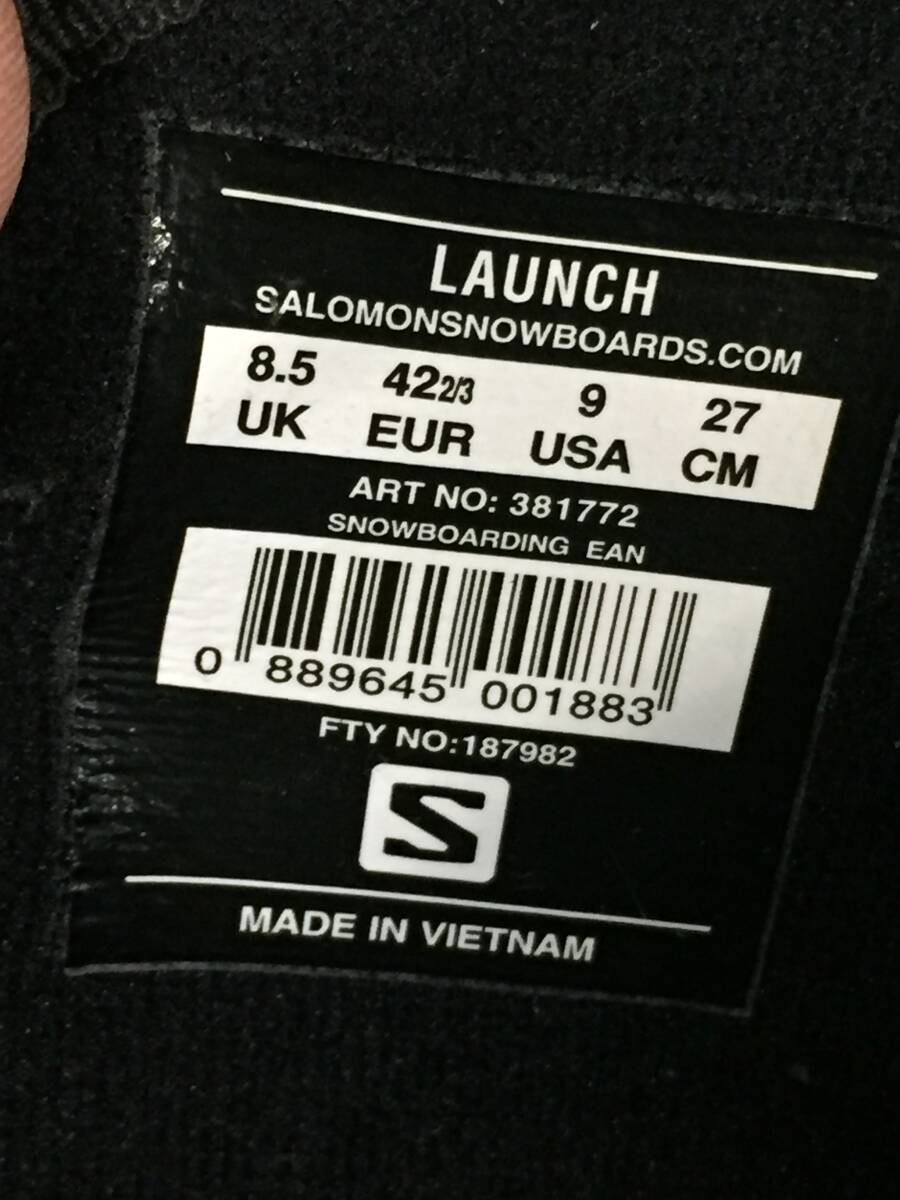 LAUNCH
SALOMONSNOWBOARDS.COM
8.5 42 2/3 9 27
UK EUR USA CM
ART NO: 381772
SNOWBOARDING EAN
0 889645 001883
FTY NO:187982
S
MADE IN VIETNAM